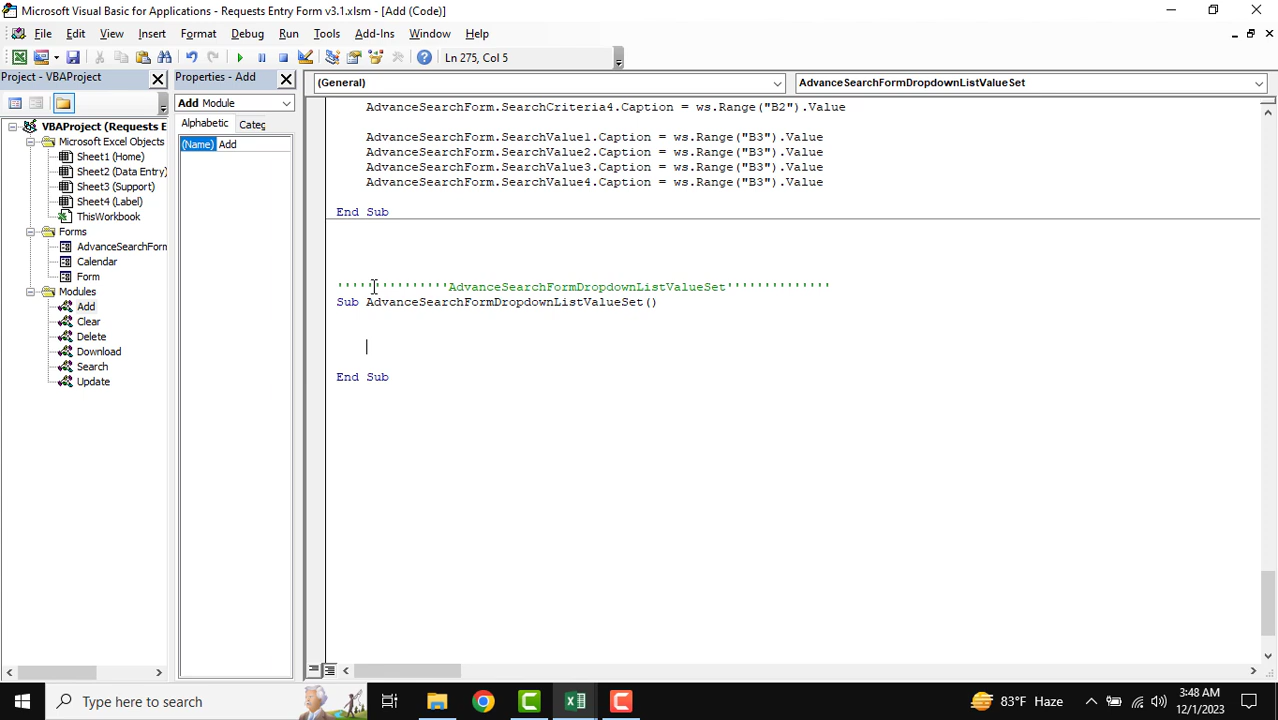 Microsoft Visual Basic for Applications - Requests Entry Form v3.1.xlsm - [Add (Code)]
File Edit View Insert Format Debug Run Tools Add-Ins Window Help
Ln 275, Col 5
Project - VBAProject
Properties - Add
(General)
AdvanceSearchFormDropdownListValueSet
Add Module
Alphabetic
Categ
(Name) Add
VBAProject (Requests E
Microsoft Excel Objects
Sheet1 (Home)
Sheet2 (Data Entry)
Sheet3 (Support)
Sheet4 (Label)
ThisWorkbook
Forms
AdvanceSearchForm
Calendar
Form
Modules
Add
Clear
Delete
Download
Search
Update
AdvanceSearchForm.SearchCriteria4.Caption = ws.Range("B2").Value
AdvanceSearchForm.SearchValue1.Caption = ws.Range("B3").Value
AdvanceSearchForm.SearchValue2.Caption = ws.Range("B3").Value
AdvanceSearchForm.SearchValue3.Caption = ws.Range("B3").Value
AdvanceSearchForm.SearchValue4.Caption = ws.Range("B3").Value
End Sub
'''''''''''''''AdvanceSearchFormDropdownListValueSet''''''''''''''
Sub AdvanceSearchFormDropdownListValueSet()
End Sub
Type here to search
83°F Haze
3:48 AM
12/1/2023